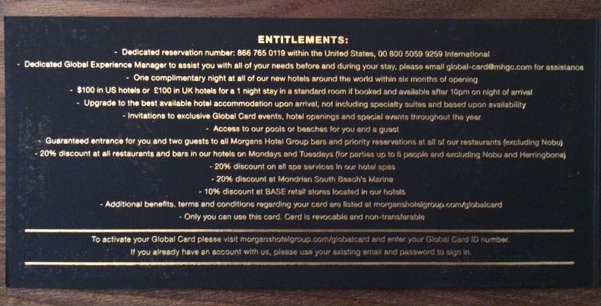 ENTITLEMENTS:
- Dedicated reservation number: 866 765 0119 within the United States, 00 800 5059 9259 International
- Dedicated Global Experience Manager to assist you with all of your needs before and during your stay, please email global-card@mhgc.com for assistance
- One complimentary night at all of our new hotels around the world within six months of opening
- $100 in US hotels or £100 in UK hotels for a 1 night stay in a standard room if booked and available after 10pm on night of arrival
- Upgrade to the best available hotel accommodation upon arrival, not including specialty suites and based upon availability
- Invitations to exclusive Global Card events, hotel openings and special events throughout the year
- Access to our pools or beaches for you and a guest
- Guaranteed entrance for you and two guests to all Morgans Hotel Group bars and priority reservations at all of our restaurants (excluding Nobu)
- 20% discount at all restaurants and bars in our hotels on Mondays and Tuesdays (for parties up to 6 people and excluding Nobu and Herringbone)
- 20% discount on all spa services in our hotel spas
- 20% discount at Mondrian South Beach's Marine
- 10% discount at BASE retail stores located in our hotels
- Additional benefits, terms and conditions regarding your card are listed at morganshotelgroup.com/globalcard
- Only you can use this card. Card is revocable and non-transferable
To activate your Global Card please visit morganshotelgroup.com/globalcard and enter your Global Card ID number.
If you already have an account with us, please use your existing email and password to sign in.